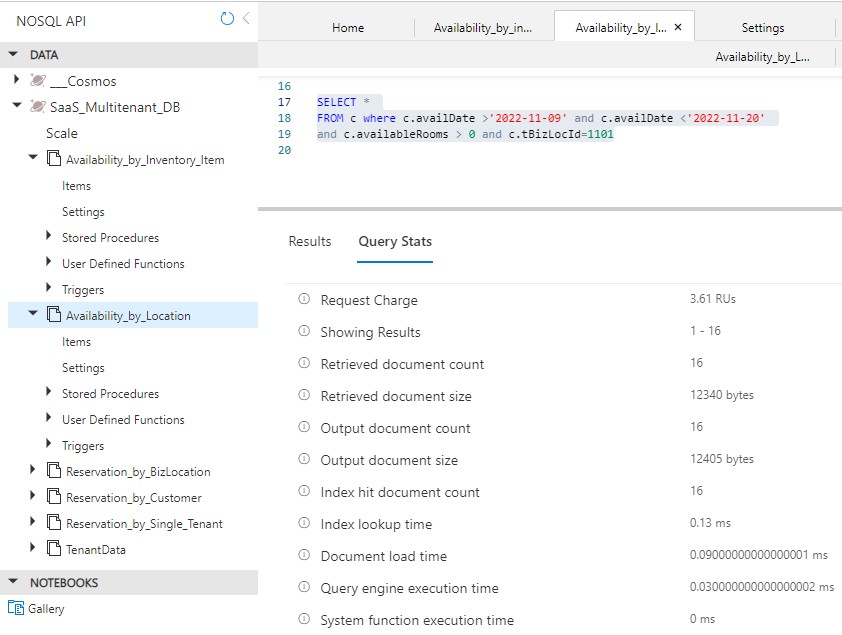 NOSQL API
DATA
___Cosmos
SaaS_Multitenant_DB
Scale
Availability_by_Inventory_Item
Items
Settings
Stored Procedures
User Defined Functions
Triggers
Availability_by_Location
Items
Settings
Stored Procedures
User Defined Functions
Triggers
Reservation_by_BizLocation
Reservation_by_Customer
Reservation_by_Single_Tenant
TenantData
NOTEBOOKS
Gallery
Home Availability_by_in... Availability_by_l... Settings
Availability_by_L...
16
17 SELECT *
18 FROM c where c.availDate >'2022-11-09' and c.availDate <'2022-11-20'
19 and c.availableRooms > 0 and c.tBizLocId=1101
20
Results Query Stats
Request Charge 3.61 RUs
Showing Results 1 - 16
Retrieved document count 16
Retrieved document size 12340 bytes
Output document count 16
Output document size 12405 bytes
Index hit document count 16
Index lookup time 0.13 ms
Document load time 0.09000000000000001 ms
Query engine execution time 0.030000000000000002 ms
System function execution time 0 ms